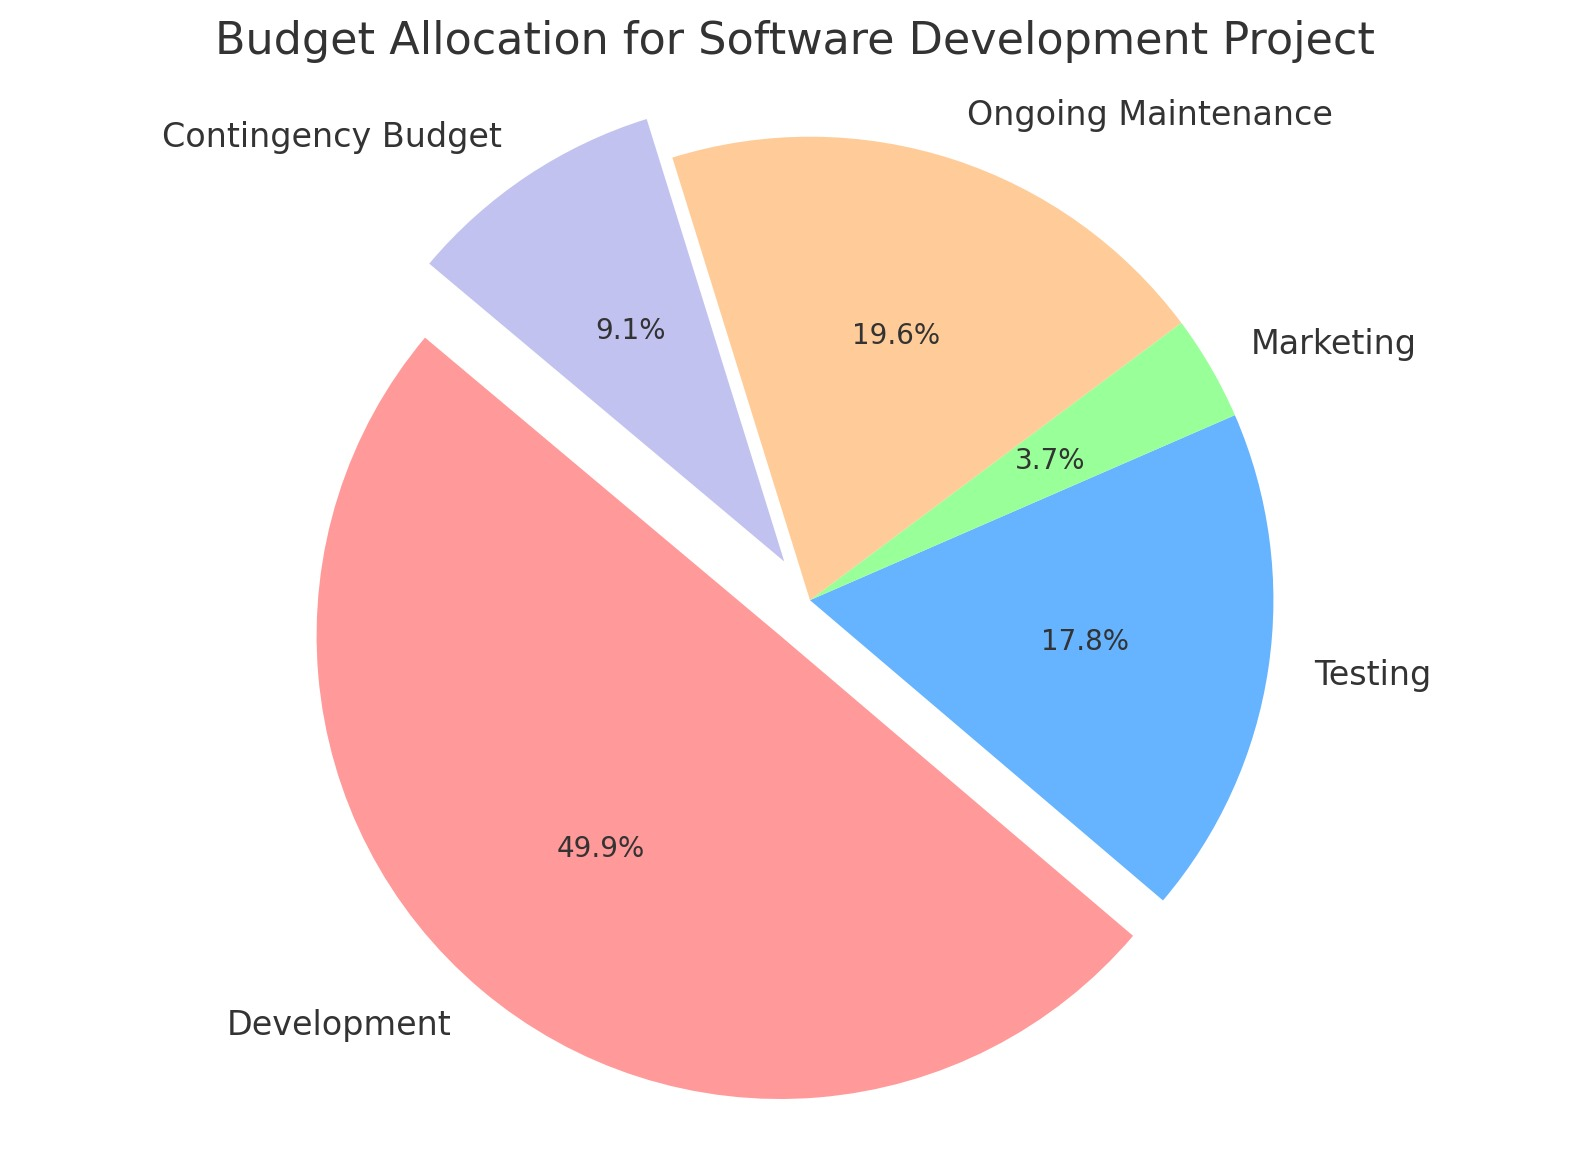 Budget Allocation for Software Development Project
Contingency Budget
Ongoing Maintenance
Marketing
Testing
Development
9.1%
19.6%
3.7%
17.8%
49.9%